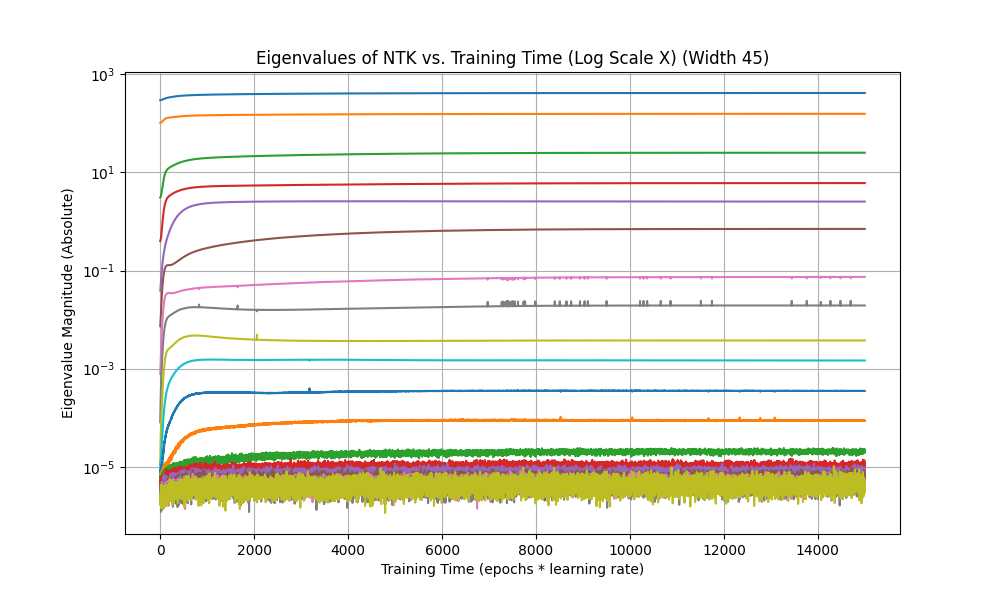 Eigenvalues of NTK vs. Training Time (Log Scale X) (Width 45)
Eigenvalue Magnitude (Absolute)
10³
10¹
10⁻¹
10⁻³
10⁻⁵
0 2000 4000 6000 8000 10000 12000 14000
Training Time (epochs * learning rate)